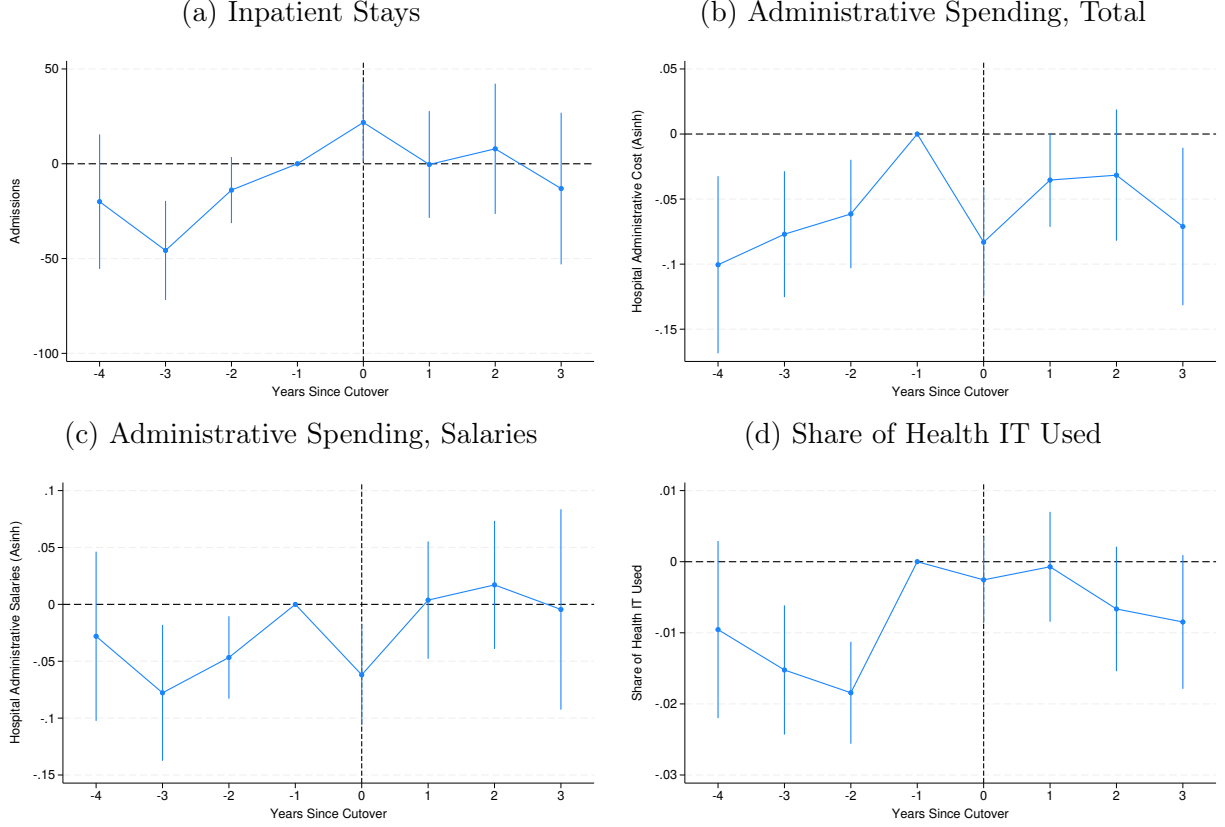 (a) Inpatient Stays
Admissions
50
0
-50
-100
-4 -3 -2 -1 0 1 2 3
Years Since Cutover
(b) Administrative Spending, Total
Hospital Administrative Cost (Asinh)
.05
0
-.05
-.1
-.15
-4 -3 -2 -1 0 1 2 3
Years Since Cutover
(c) Administrative Spending, Salaries
Hospital Administrative Salaries (Asinh)
.1
.05
0
-.05
-.1
-.15
-4 -3 -2 -1 0 1 2 3
Years Since Cutover
(d) Share of Health IT Used
Share of Health IT Used
.01
0
-.01
-.02
-.03
-4 -3 -2 -1 0 1 2 3
Years Since Cutover